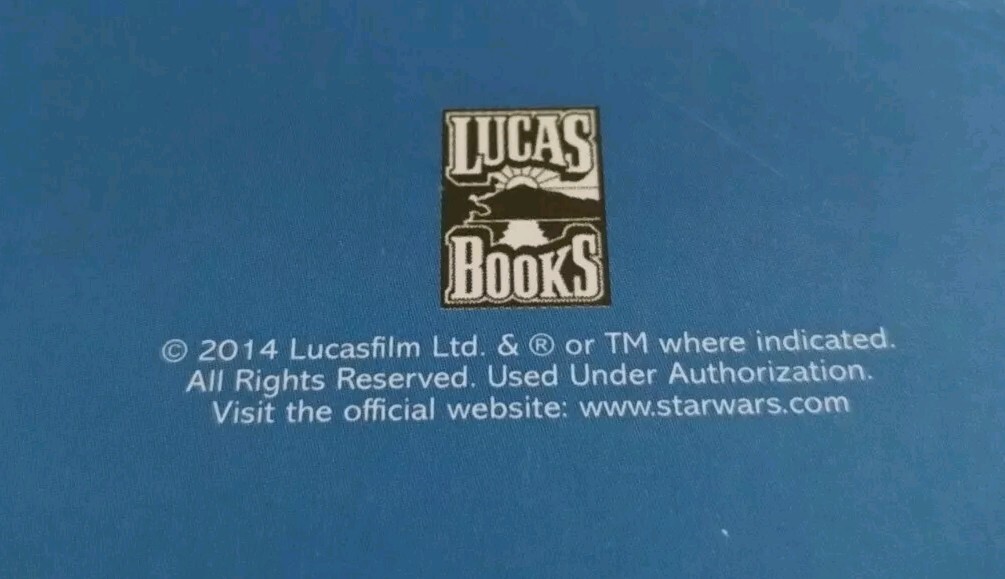 LUCAS
BOOKS
© 2014 Lucasfilm Ltd. & ® or TM where indicated.
All Rights Reserved. Used Under Authorization.
Visit the official website: www.starwars.com